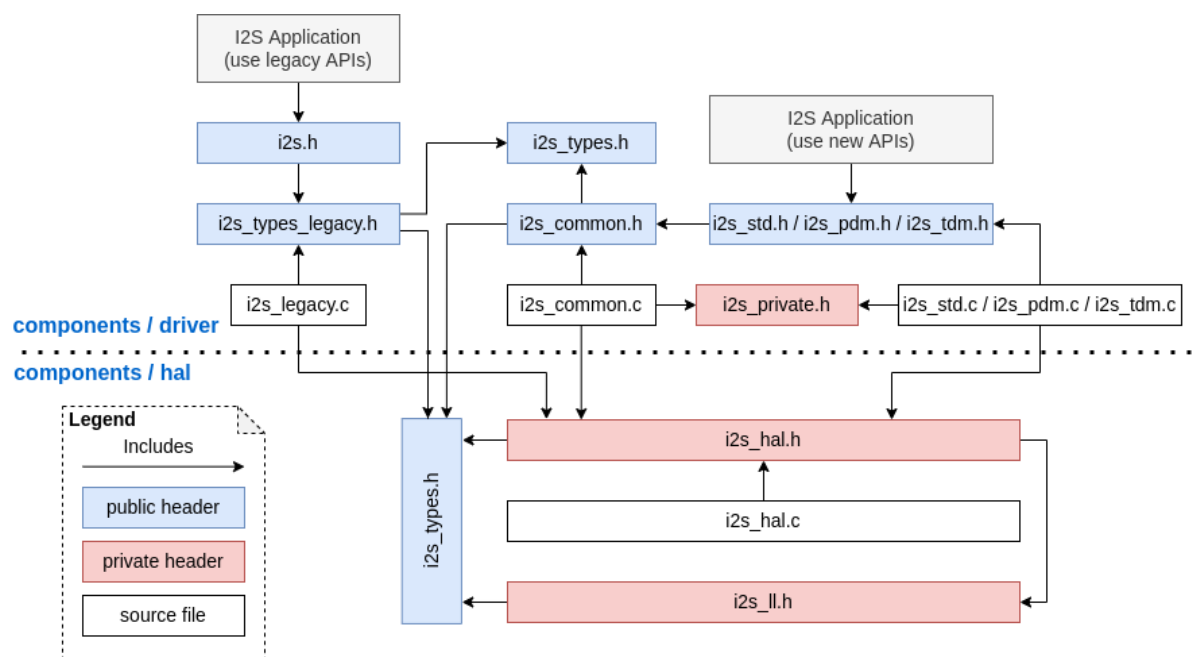 I2S Application
(use legacy APIs)
I2S Application
(use new APIs)
i2s.h
i2s_types.h
i2s_types_legacy.h
i2s_common.h
i2s_std.h / i2s_pdm.h / i2s_tdm.h
i2s_legacy.c
i2s_common.c
i2s_private.h
i2s_std.c / i2s_pdm.c / i2s_tdm.c
components / driver
components / hal
Legend
Includes
public header
private header
source file
i2s_types.h
i2s_hal.h
i2s_hal.c
i2s_ll.h